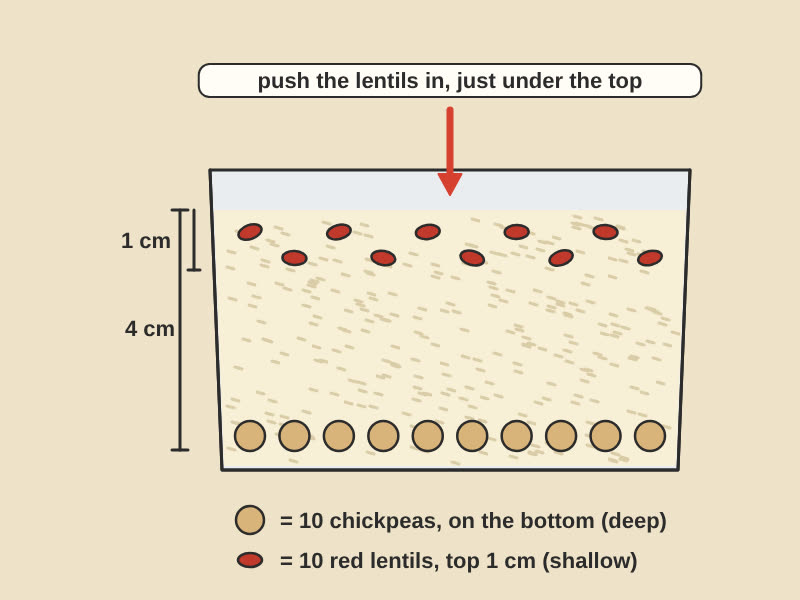 push the lentils in, just under the top
1 cm
4 cm
= 10 chickpeas, on the bottom (deep)
= 10 red lentils, top 1 cm (shallow)